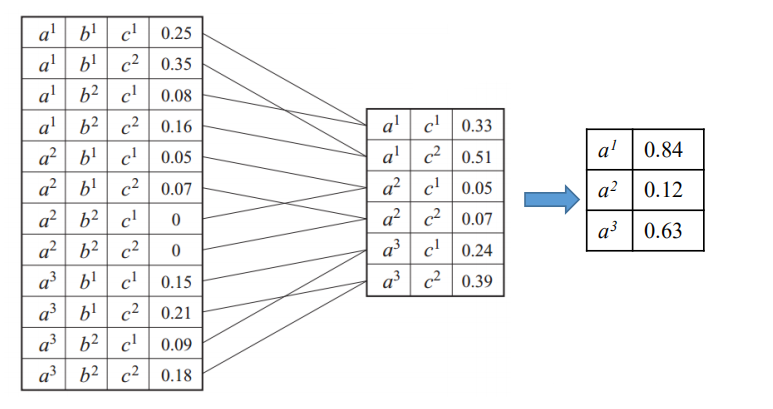 a¹ b¹ c¹ 0.25
a¹ b¹ c² 0.35
a¹ b² c¹ 0.08
a¹ b² c² 0.16
a² b¹ c¹ 0.05
a² b¹ c² 0.07
a² b² c¹ 0
a² b² c² 0
a³ b¹ c¹ 0.15
a³ b¹ c² 0.21
a³ b² c¹ 0.09
a³ b² c² 0.18
a¹ c¹ 0.33
a¹ c² 0.51
a² c¹ 0.05
a² c² 0.07
a³ c¹ 0.24
a³ c² 0.39
a¹ 0.84
a² 0.12
a³ 0.63